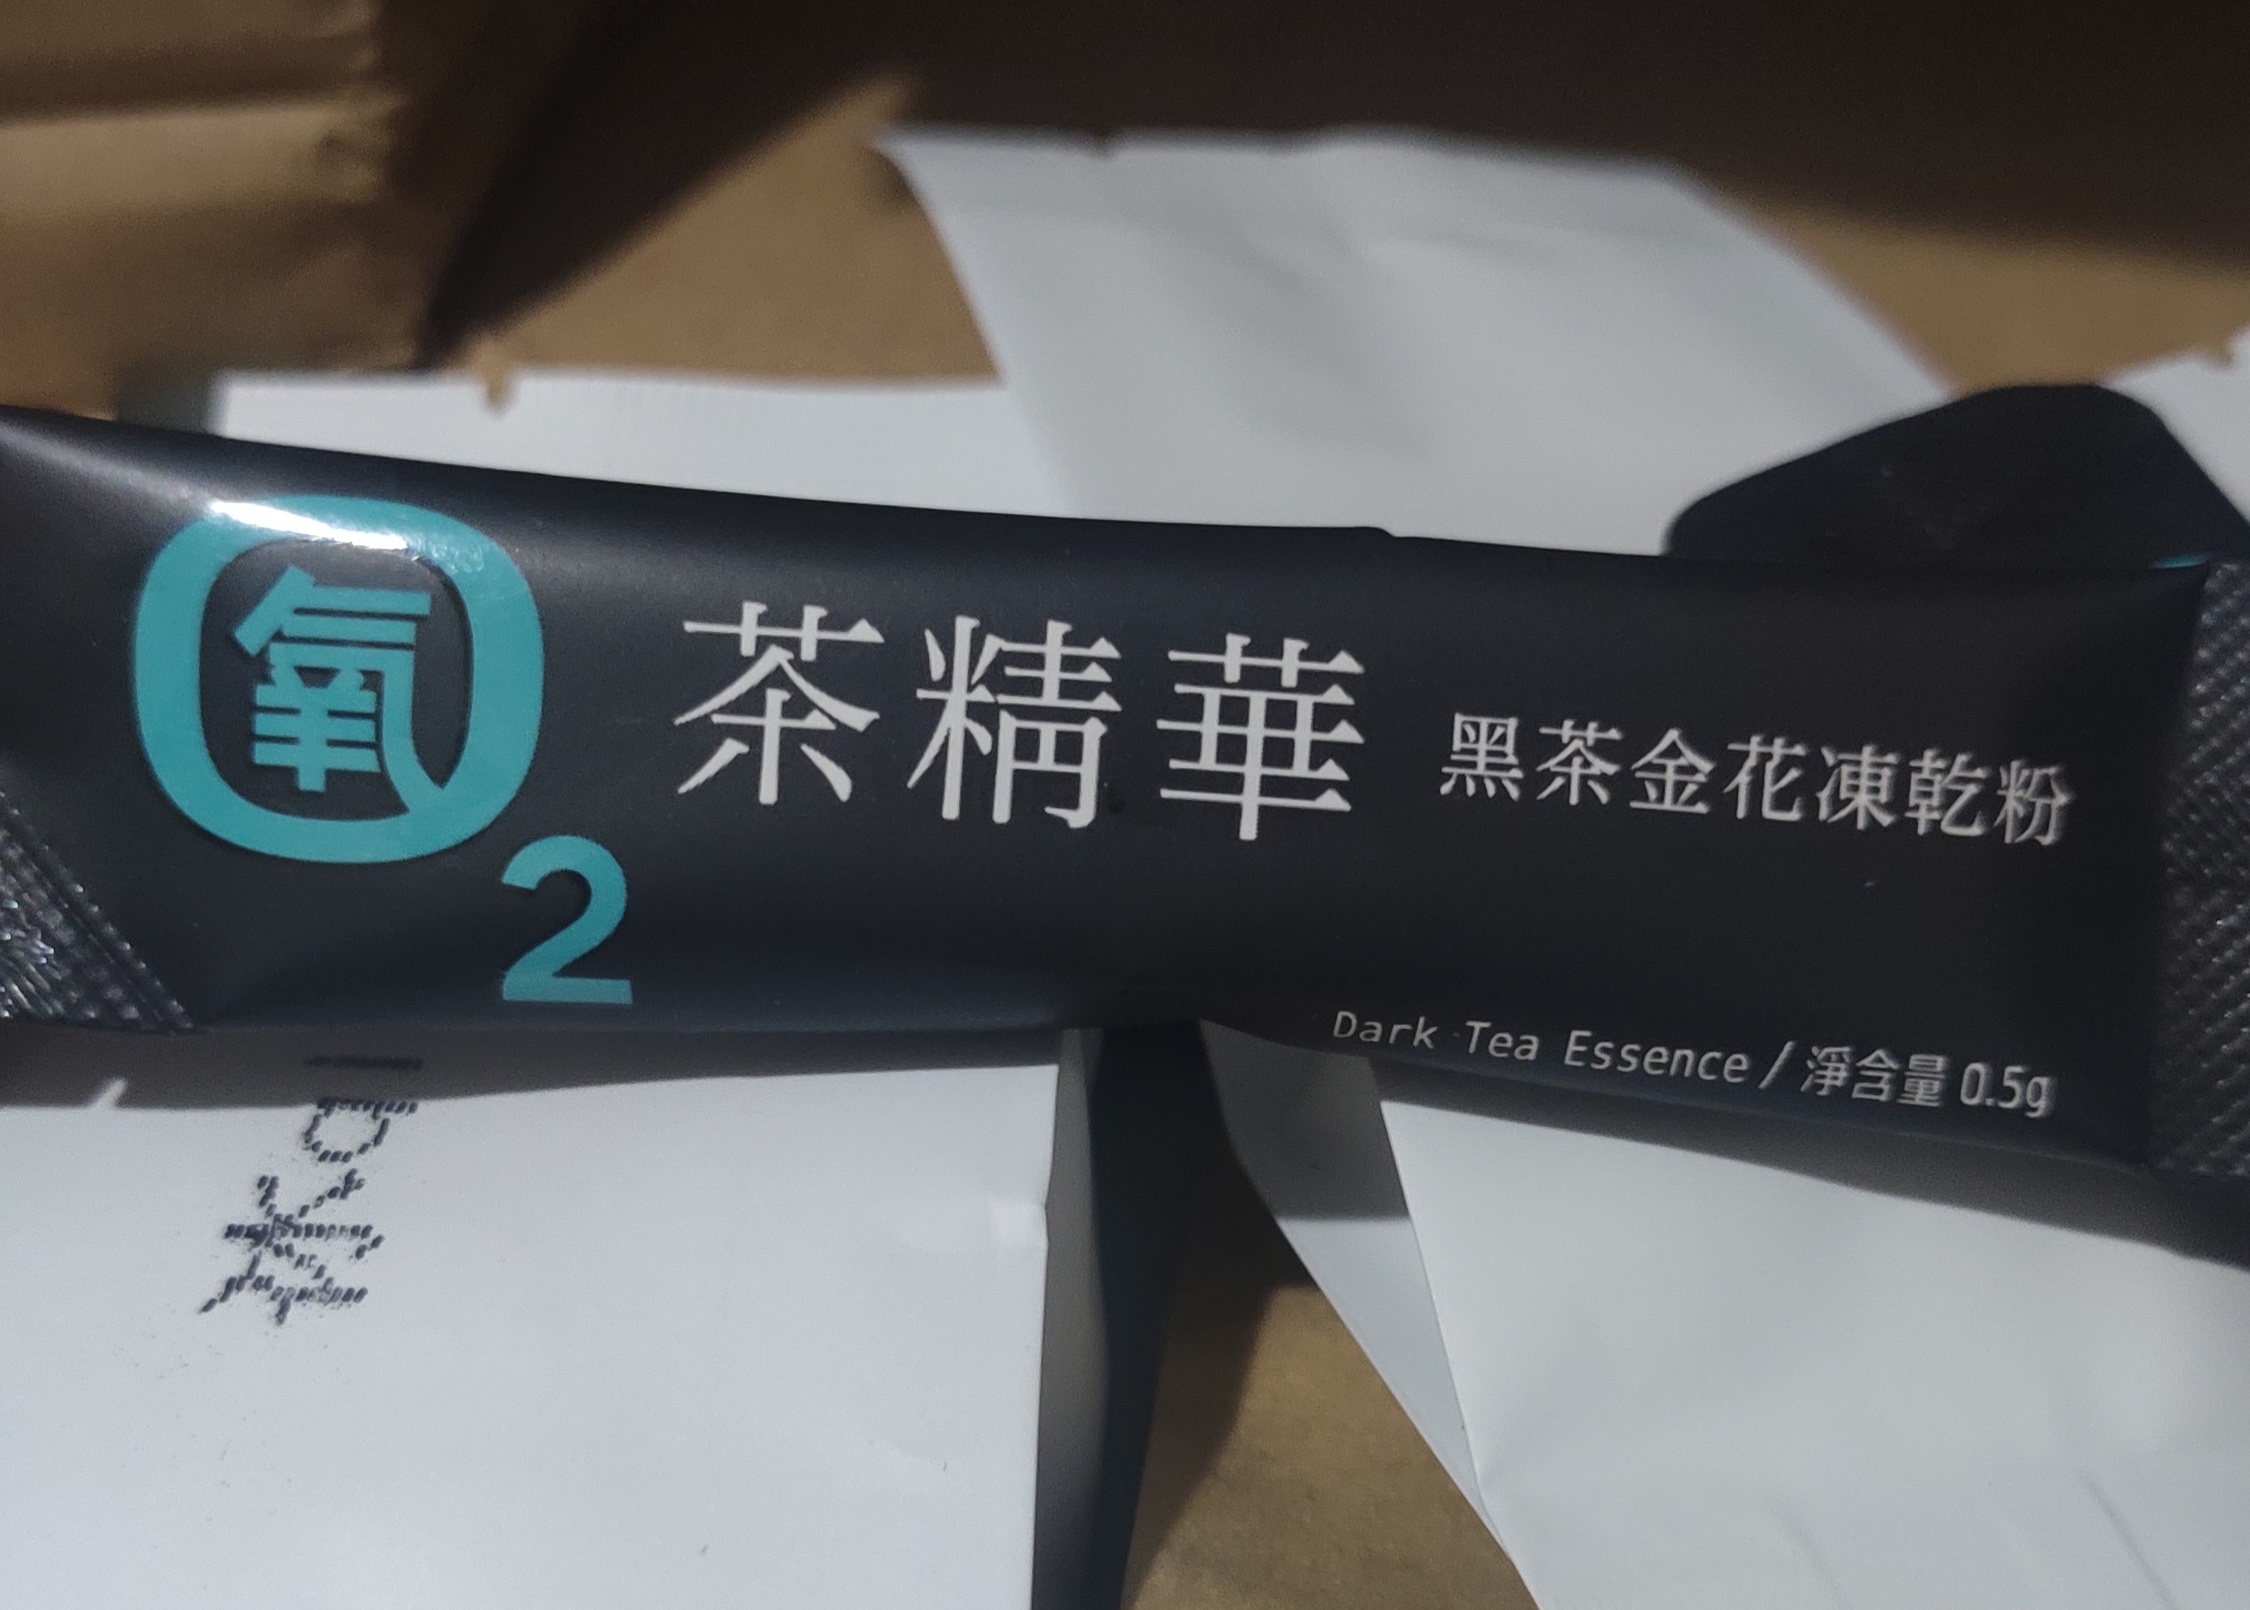 氧
O2
茶精華 黑茶金花凍乾粉
Dark Tea Essence / 淨含量 0.5g